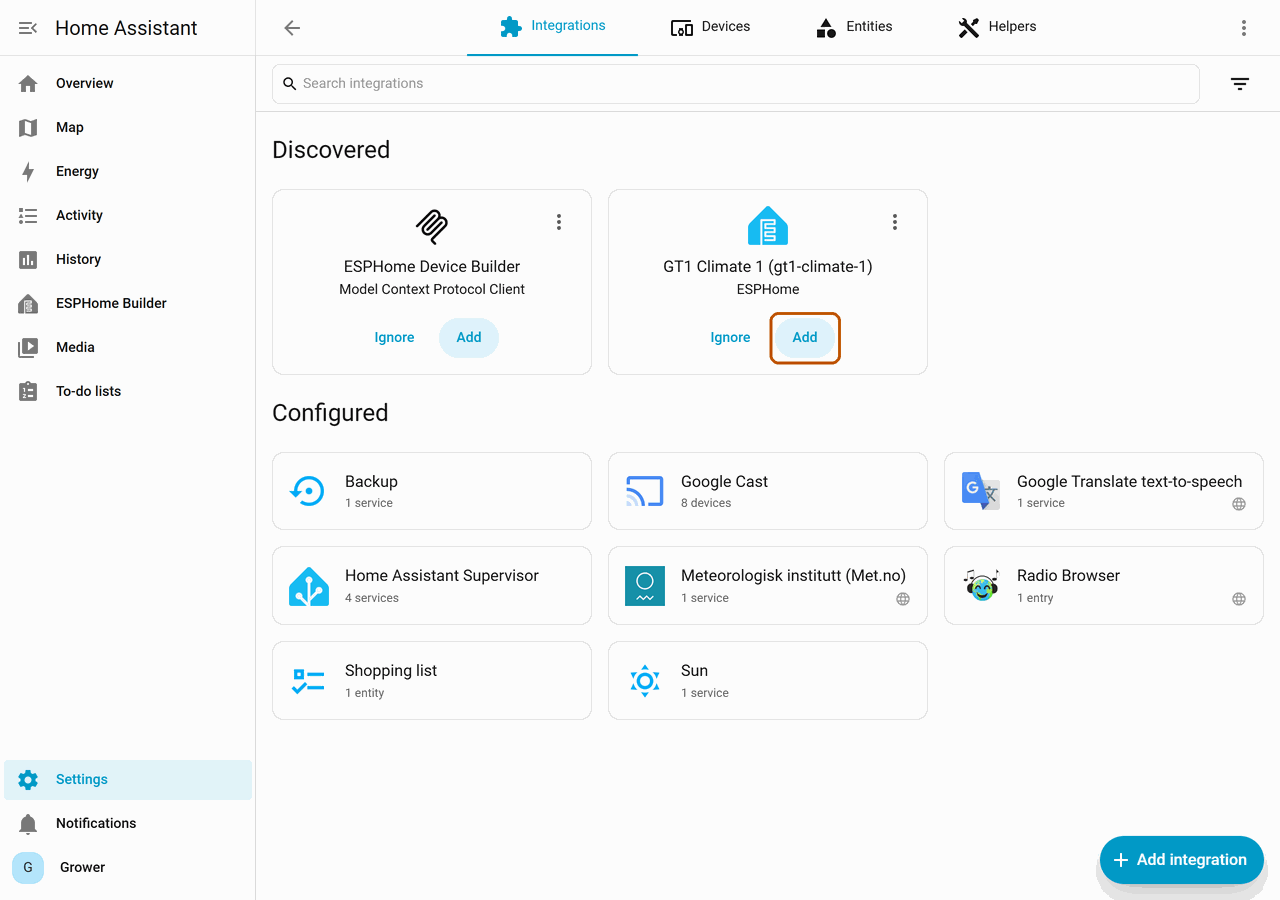 Home Assistant
Integrations
Devices
Entities
Helpers
Overview
Map
Energy
Activity
History
ESPHome Builder
Media
To-do lists
Settings
Notifications
G
Grower
Search integrations
Discovered
ESPHome Device Builder
Model Context Protocol Client
Ignore
Add
GT1 Climate 1 (gt1-climate-1)
ESPHome
Ignore
Add
Configured
Backup
1 service
Google Cast
8 devices
G
文
Google Translate text-to-speech
1 service
Home Assistant Supervisor
4 services
Meteorologisk institutt (Met.no)
1 service
Radio Browser
1 entry
Shopping list
1 entity
Sun
1 service
Add integration